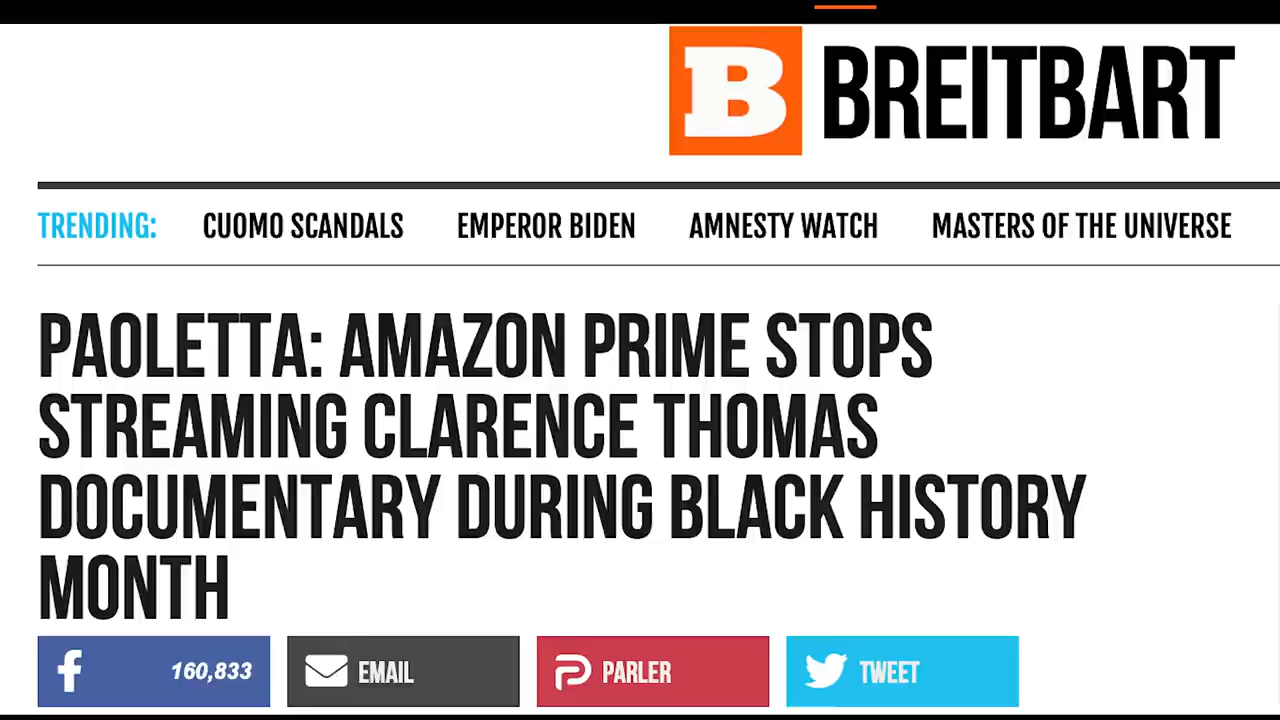 B BREITBART
TRENDING: CUOMO SCANDALS EMPEROR BIDEN AMNESTY WATCH MASTERS OF THE UNIVERSE
PAOLETTA: AMAZON PRIME STOPS
STREAMING CLARENCE THOMAS
DOCUMENTARY DURING BLACK HISTORY
MONTH
f 160,833 EMAIL PARLER TWEET